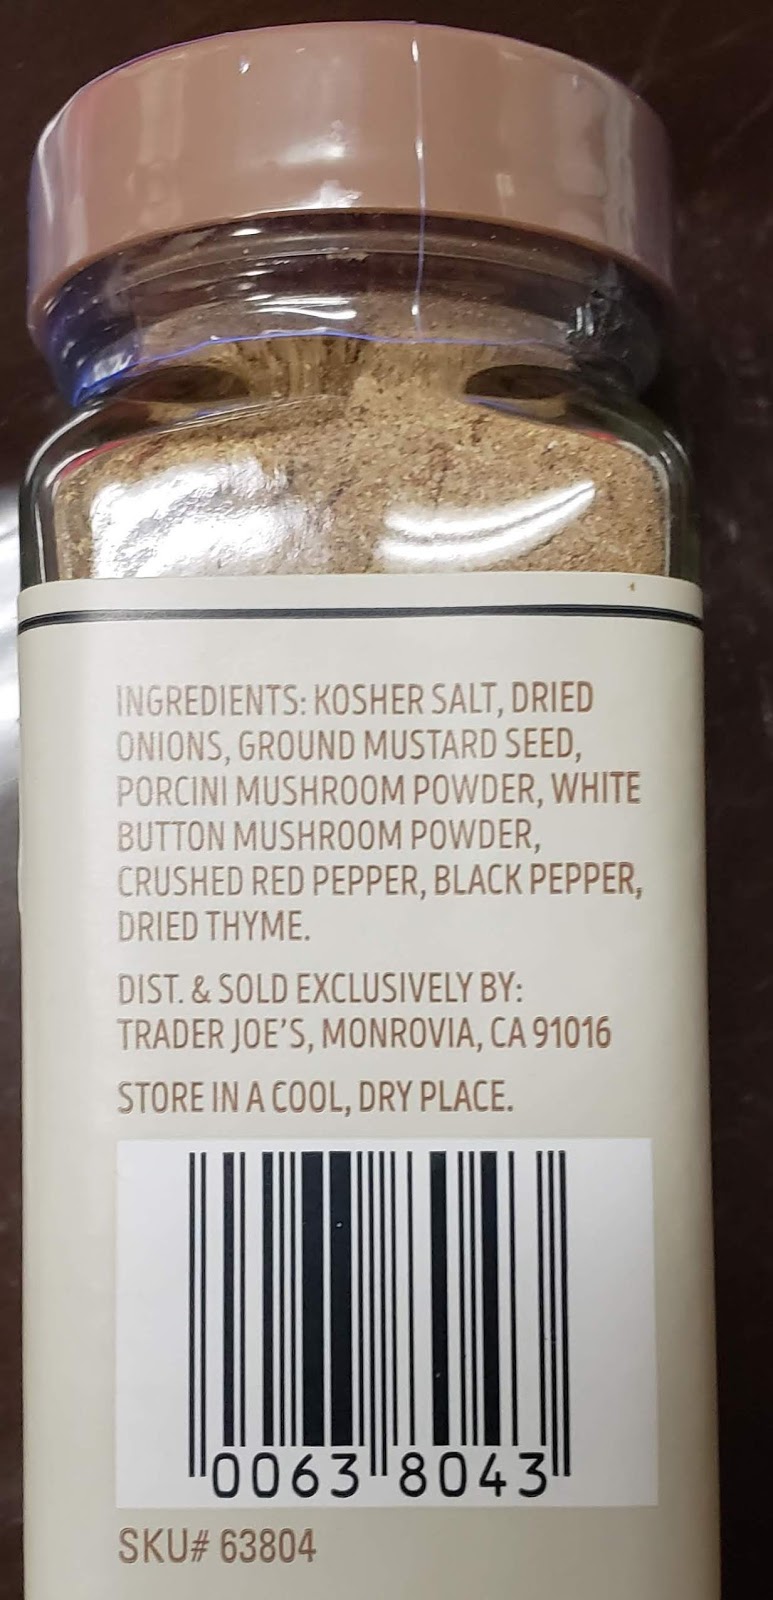 INGREDIENTS: KOSHER SALT, DRIED
ONIONS, GROUND MUSTARD SEED,
PORCINI MUSHROOM POWDER, WHITE
BUTTON MUSHROOM POWDER,
CRUSHED RED PEPPER, BLACK PEPPER,
DRIED THYME.
DIST. & SOLD EXCLUSIVELY BY:
TRADER JOE'S, MONROVIA, CA 91016
STORE IN A COOL, DRY PLACE.
0063 8043
SKU# 63804